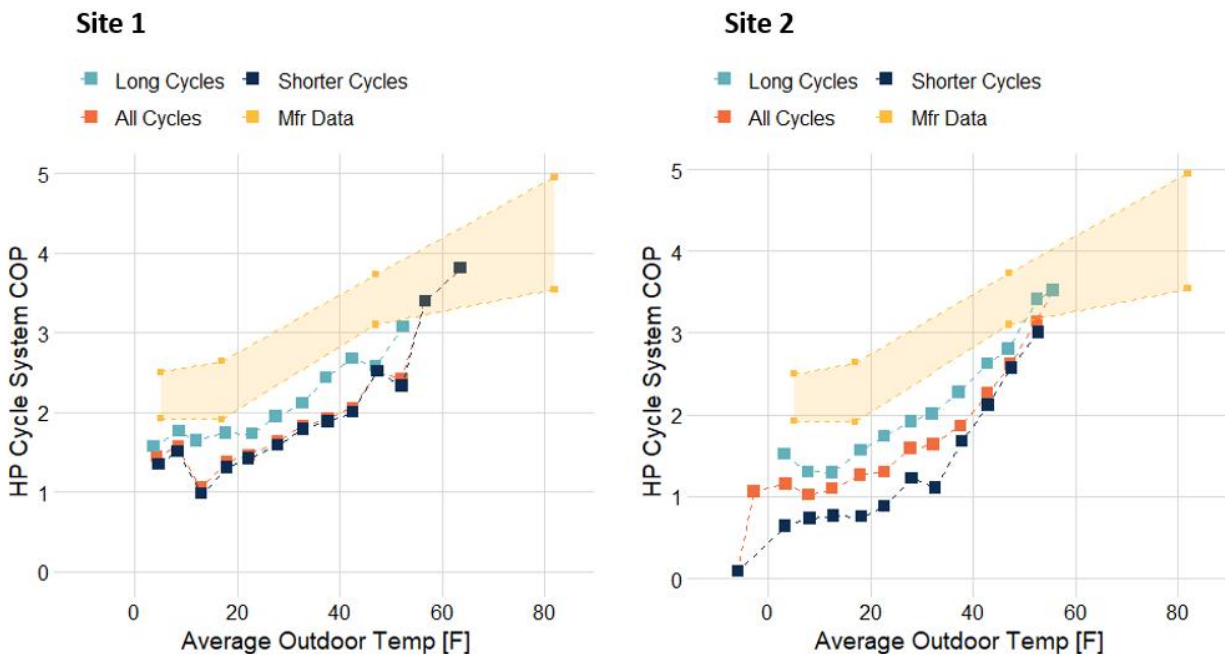 Site 1
Long Cycles
Shorter Cycles
All Cycles
Mfr Data
5
4
3
2
1
0
HP Cycle System COP
0
20
40
60
80
Average Outdoor Temp [F]
Site 2
Long Cycles
Shorter Cycles
All Cycles
Mfr Data
5
4
3
2
1
0
HP Cycle System COP
0
20
40
60
80
Average Outdoor Temp [F]